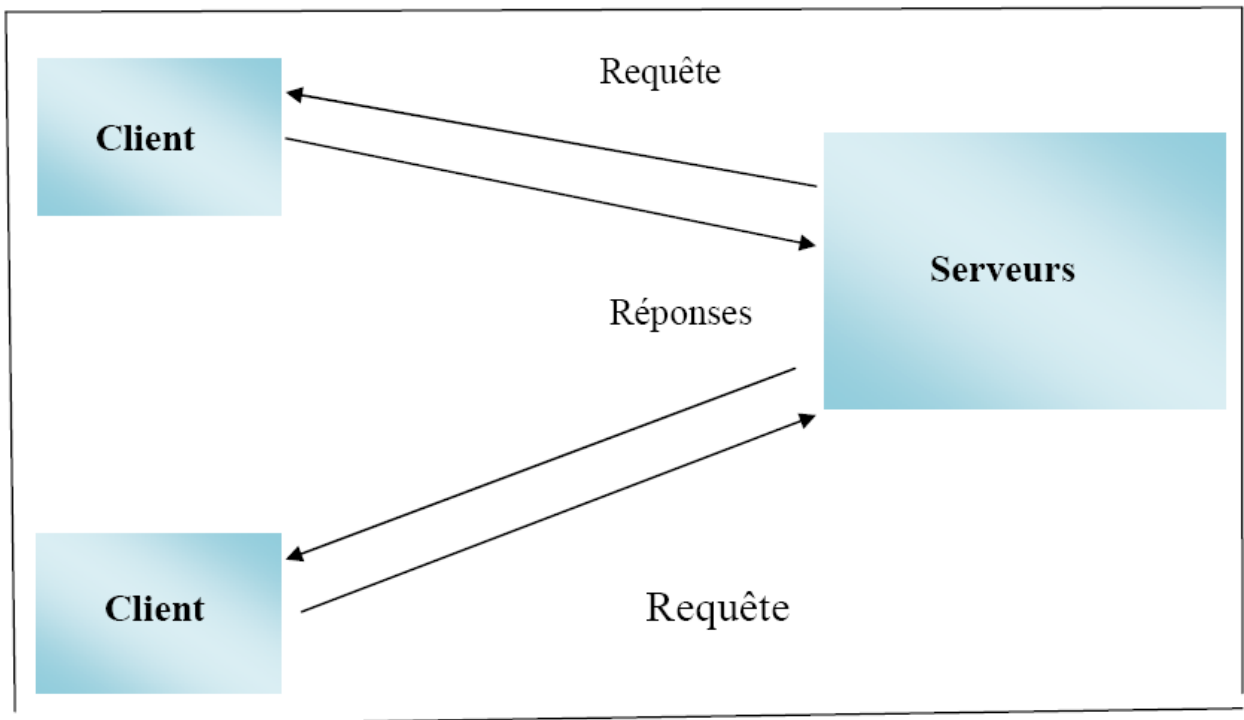 Requête
Client
Serveurs
Réponses
Client
Requête